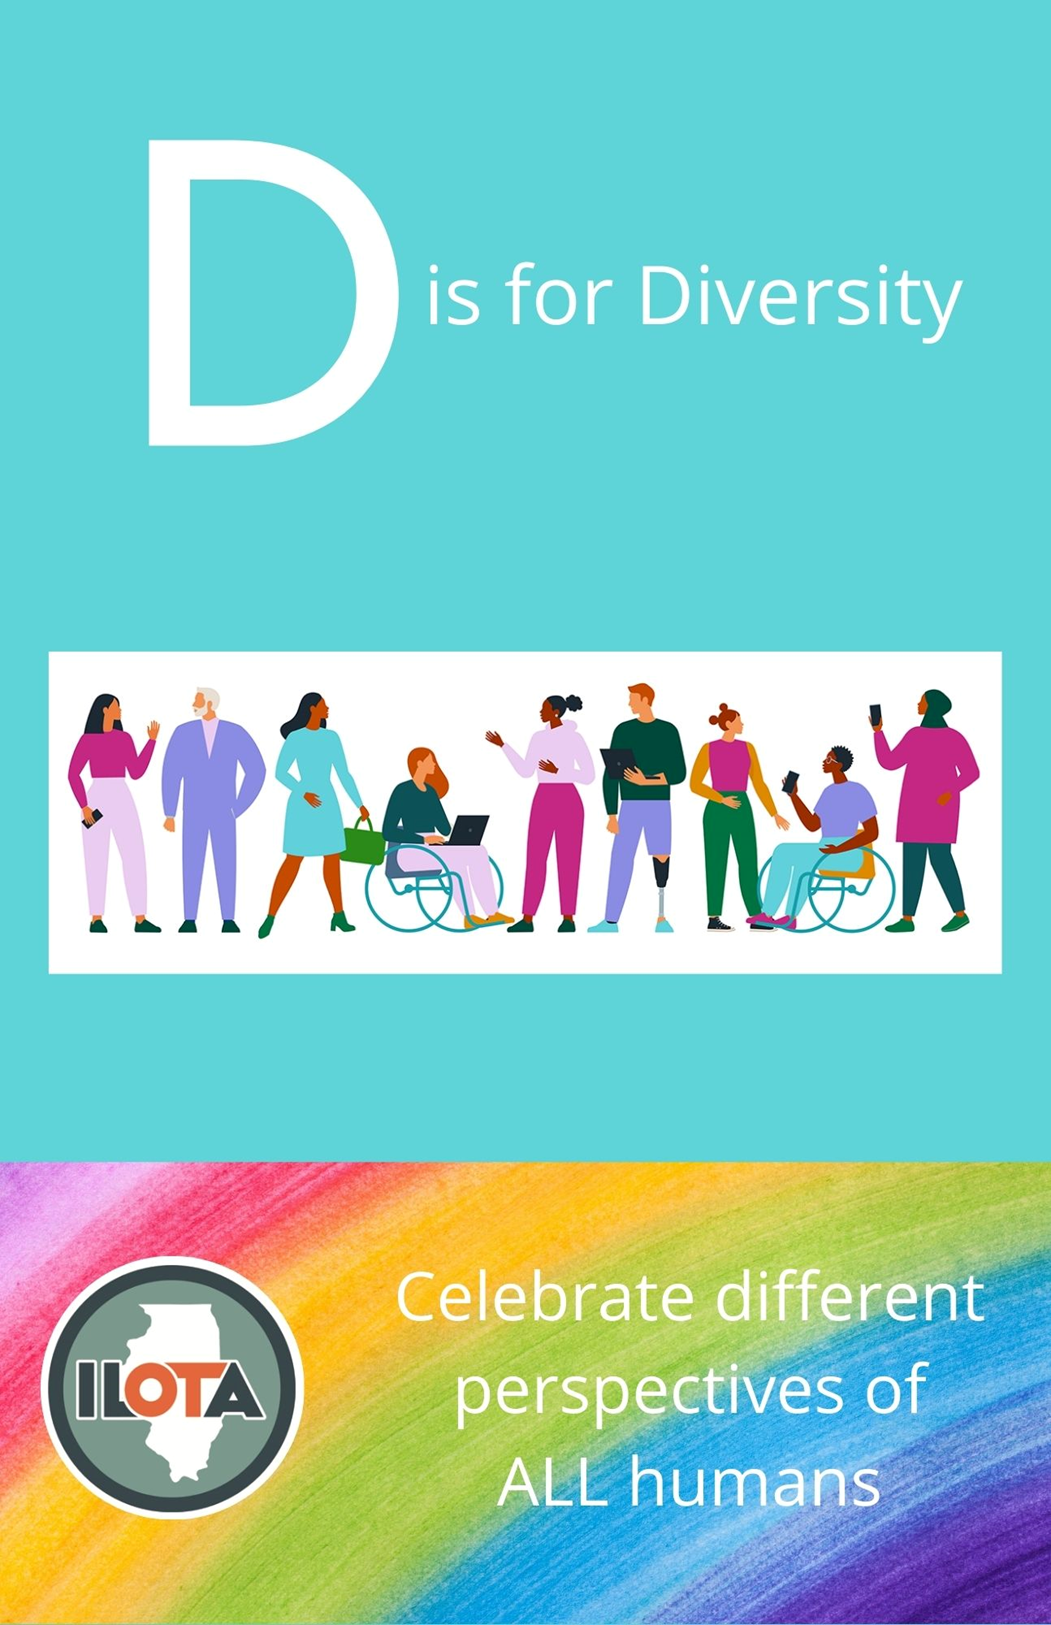 D is for Diversity
ILOTA
Celebrate different
perspectives of
ALL humans